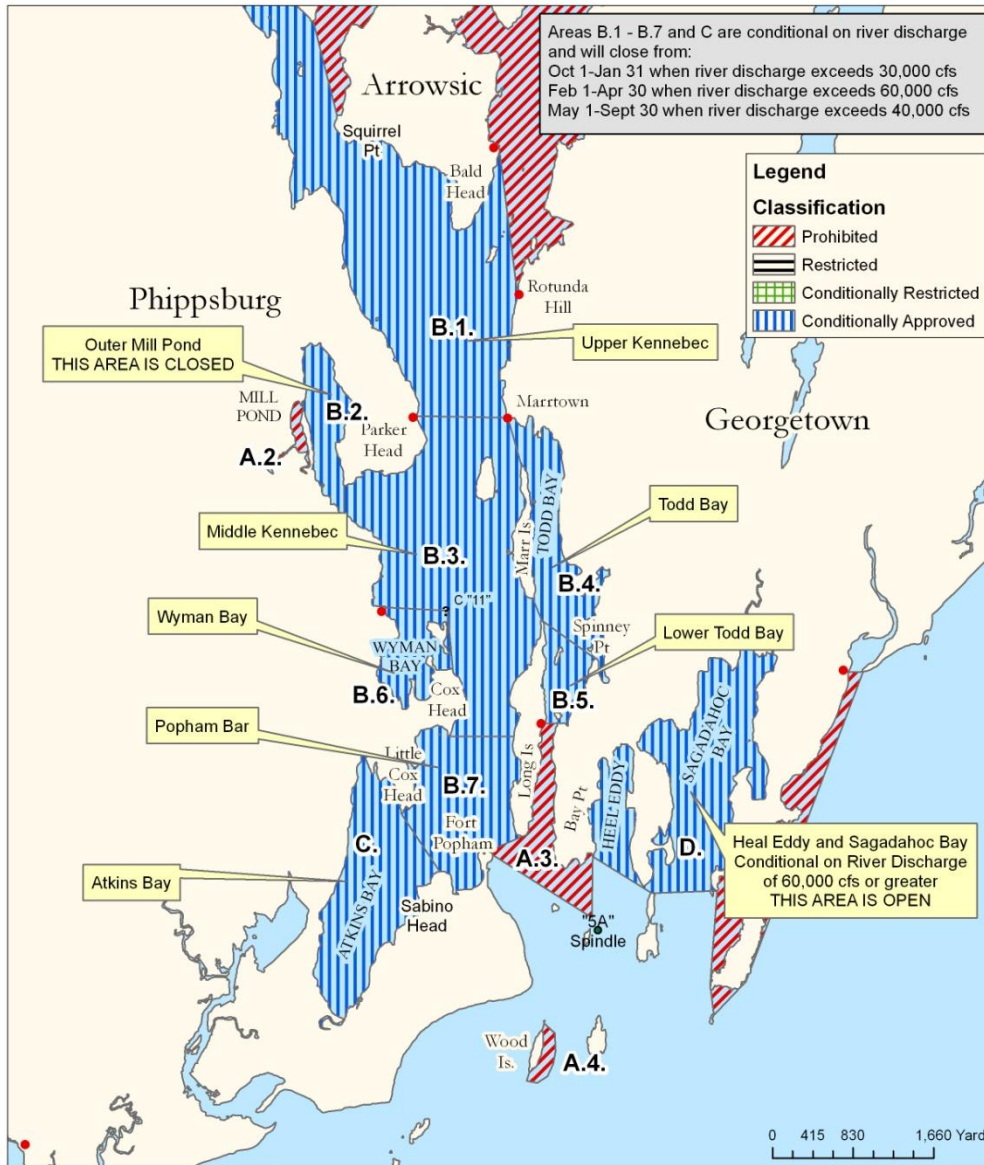 Areas B.1 - B.7 and C are conditional on river discharge
and will close from:
Oct 1-Jan 31 when river discharge exceeds 30,000 cfs
Feb 1-Apr 30 when river discharge exceeds 60,000 cfs
May 1-Sept 30 when river discharge exceeds 40,000 cfs
Arrowsic
Squirrel
Pt
Bald
Head
Legend
Classification
Prohibited
Restricted
Conditionally Restricted
Conditionally Approved
Phippsburg
Rotunda
Hill
B.1.
Upper Kennebec
Outer Mill Pond
THIS AREA IS CLOSED
MILL
POND
B.2.
Parker
Head
A.2.
Marrtown
Georgetown
TODD BAY
Todd Bay
Middle Kennebec
B.3.
Marr Is
B.4.
C "11"
?
Wyman Bay
WYMAN
BAY
Spinney
Pt
Lower Todd Bay
B.6.
Cox
Head
B.5.
SAGADAHOC
BAY
Popham Bar
Little
Cox
Head
B.7.
Long Is
Bay Pt
HEEL EDDY
Fort
Popham
C.
A.3.
D.
Heal Eddy and Sagadahoc Bay
Conditional on River Discharge
of 60,000 cfs or greater
THIS AREA IS OPEN
Atkins Bay
ATKINS BAY
Sabino
Head
"5A"
Spindle
Wood
Is.
A.4.
0 415 830 1,660 Yard